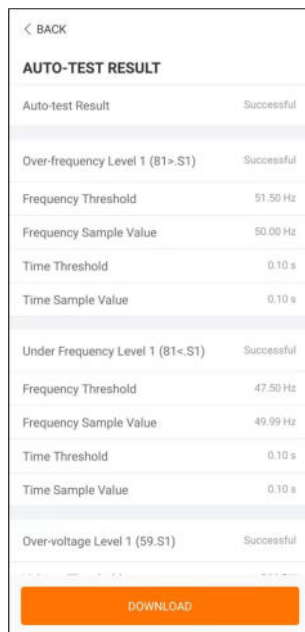 < BACK
AUTO-TEST RESULT
Auto-test Result Successful
Over-frequency Level 1 (81>.S1) Successful
Frequency Threshold 51.50 Hz
Frequency Sample Value 50.00 Hz
Time Threshold 0.10 s
Time Sample Value 0.10 s
Under Frequency Level 1 (81<.S1) Successful
Frequency Threshold 47.50 Hz
Frequency Sample Value 49.99 Hz
Time Threshold 0.10 s
Time Sample Value 0.10 s
Over-voltage Level 1 (59.S1) Successful
DOWNLOAD